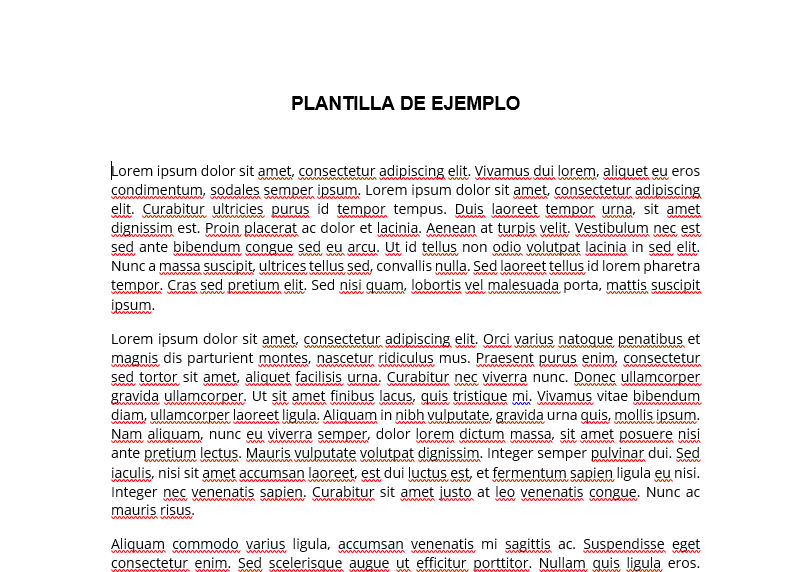 PLANTILLA DE EJEMPLO
Lorem ipsum dolor sit amet, consectetur adipiscing elit. Vivamus dui lorem, aliquet eu eros
condimentum, sodales semper ipsum. Lorem ipsum dolor sit amet, consectetur adipiscing
elit. Curabitur ultricies purus id tempor tempus. Duis laoreet tempor urna, sit amet
dignissim est. Proin placerat ac dolor et lacinia. Aenean at turpis velit. Vestibulum nec est
sed ante bibendum congue sed eu arcu. Ut id tellus non odio volutpat lacinia in sed elit.
Nunc a massa suscipit, ultrices tellus sed, convallis nulla. Sed laoreet tellus id lorem pharetra
tempor. Cras sed pretium elit. Sed nisi quam, lobortis vel malesuada porta, mattis suscipit
ipsum.
Lorem ipsum dolor sit amet, consectetur adipiscing elit. Orci varius natoque penatibus et
magnis dis parturient montes, nascetur ridiculus mus. Praesent purus enim, consectetur
sed tortor sit amet, aliquet facilisis urna. Curabitur nec viverra nunc. Donec ullamcorper
gravida ullamcorper. Ut sit amet finibus lacus, quis tristique mi. Vivamus vitae bibendum
diam, ullamcorper laoreet ligula. Aliquam in nibh vulputate, gravida urna quis, mollis ipsum.
Nam aliquam, nunc eu viverra semper, dolor lorem dictum massa, sit amet posuere nisi
ante pretium lectus. Mauris vulputate volutpat dignissim. Integer semper pulvinar dui. Sed
iaculis, nisi sit amet accumsan laoreet, est dui luctus est, et fermentum sapien ligula eu nisi.
Integer nec venenatis sapien. Curabitur sit amet justo at leo venenatis congue. Nunc ac
mauris risus.
Aliquam commodo varius ligula, accumsan venenatis mi sagittis ac. Suspendisse eget
consectetur enim. Sed scelerisque augue ut efficitur porttitor. Nullam quis ligula eros.